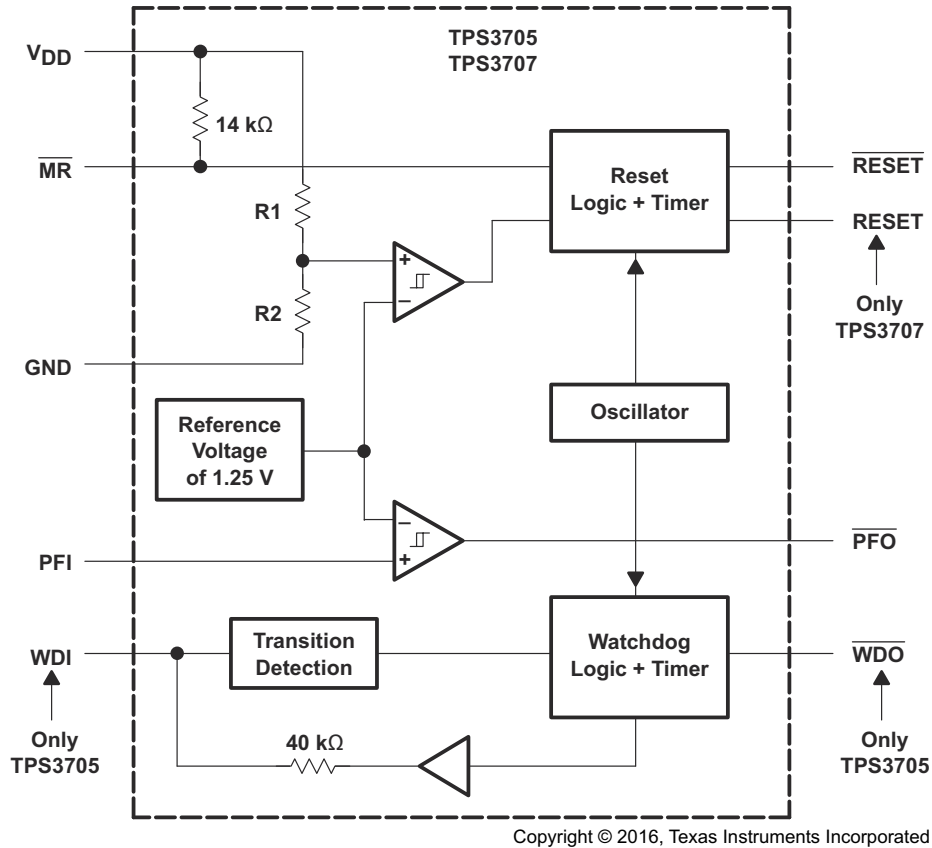 TPS3705
TPS3707
VDD
14 kΩ
MR
Reset
Logic + Timer
RESET
R1
RESET
+
−
R2
Only
TPS3707
GND
Oscillator
Reference
Voltage
of 1.25 V
−
+
PFO
PFI
Transition
Detection
Watchdog
Logic + Timer
WDI
WDO
Only
TPS3705
40 kΩ
Only
TPS3705
Copyright © 2016, Texas Instruments Incorporated